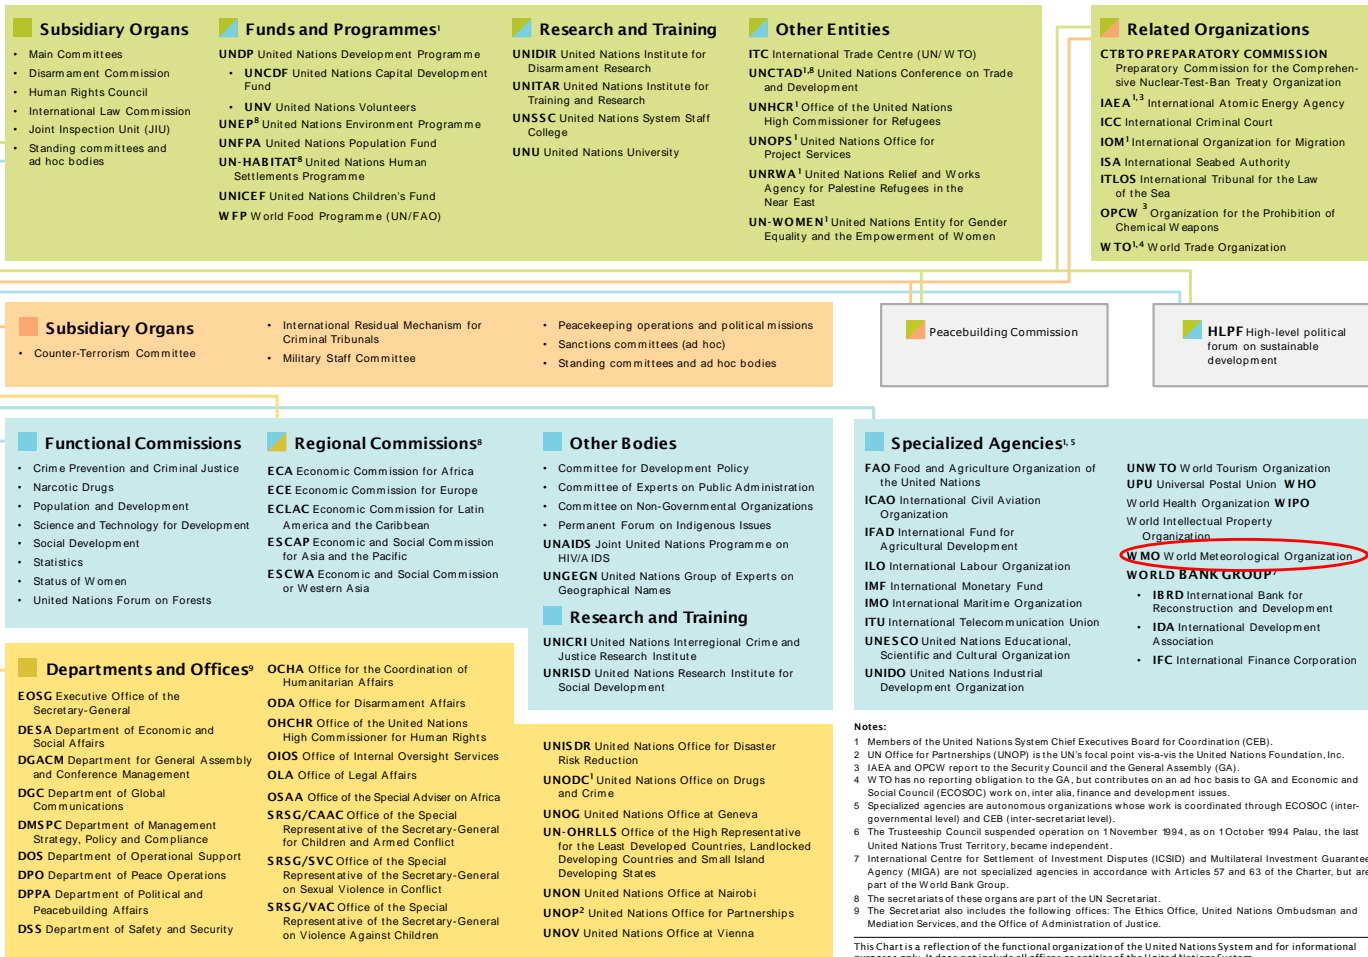 Subsidiary Organs
• Main Committees
• Disarmament Commission
• Human Rights Council
• International Law Commission
• Joint Inspection Unit (JIU)
• Standing committees and
ad hoc bodies
Funds and Programmes¹
UNDP United Nations Development Programme
• UNCDF United Nations Capital Development
Fund
• UNV United Nations Volunteers
UNEP⁸ United Nations Environment Programme
UNFPA United Nations Population Fund
UN-HABITAT⁸ United Nations Human
Settlements Programme
UNICEF United Nations Children's Fund
WFP World Food Programme (UN/FAO)
Research and Training
UNIDIR United Nations Institute for
Disarmament Research
UNITAR United Nations Institute for
Training and Research
UNSSC United Nations System Staff
College
UNU United Nations University
Other Entities
ITC International Trade Centre (UN/WTO)
UNCTAD¹,⁸ United Nations Conference on Trade
and Development
UNHCR¹ Office of the United Nations
High Commissioner for Refugees
UNOPS¹ United Nations Office for
Project Services
UNRWA¹ United Nations Relief and Works
Agency for Palestine Refugees in the
Near East
UN-WOMEN¹ United Nations Entity for Gender
Equality and the Empowerment of Women
Related Organizations
CTBTO PREPARATORY COMMISSION
Preparatory Commission for the Comprehen-
sive Nuclear-Test-Ban Treaty Organization
IAEA¹,³ International Atomic Energy Agency
ICC International Criminal Court
IOM¹ International Organization for Migration
ISA International Seabed Authority
ITLOS International Tribunal for the Law
of the Sea
OPCW³ Organization for the Prohibition of
Chemical Weapons
WTO¹,⁴ World Trade Organization
Subsidiary Organs
• Counter-Terrorism Committee
• International Residual Mechanism for
Criminal Tribunals
• Military Staff Committee
• Peacekeeping operations and political missions
• Sanctions committees (ad hoc)
• Standing committees and ad hoc bodies
Peacebuilding Commission
HLPF High-level political
forum on sustainable
development
Functional Commissions
• Crime Prevention and Criminal Justice
• Narcotic Drugs
• Population and Development
• Science and Technology for Development
• Social Development
• Statistics
• Status of Women
• United Nations Forum on Forests
Regional Commissions⁸
ECA Economic Commission for Africa
ECE Economic Commission for Europe
ECLAC Economic Commission for Latin
America and the Caribbean
ESCAP Economic and Social Commission
for Asia and the Pacific
ESCWA Economic and Social Commission
or Western Asia
Other Bodies
• Committee for Development Policy
• Committee of Experts on Public Administration
• Committee on Non-Governmental Organizations
• Permanent Forum on Indigenous Issues
UNAIDS Joint United Nations Programme on
HIV/AIDS
UNGEGN United Nations Group of Experts on
Geographical Names
Research and Training
UNICRI United Nations Interregional Crime and
Justice Research Institute
UNRISD United Nations Research Institute for
Social Development
Specialized Agencies¹,⁵
FAO Food and Agriculture Organization of
the United Nations
ICAO International Civil Aviation
Organization
IFAD International Fund for
Agricultural Development
ILO International Labour Organization
IMF International Monetary Fund
IMO International Maritime Organization
ITU International Telecommunication Union
UNESCO United Nations Educational,
Scientific and Cultural Organization
UNIDO United Nations Industrial
Development Organization
UNWTO World Tourism Organization
UPU Universal Postal Union WHO
World Health Organization WIPO
World Intellectual Property
Organization
WMO World Meteorological Organization
WORLD BANK GROUP⁷
• IBRD International Bank for
Reconstruction and Development
• IDA International Development
Association
• IFC International Finance Corporation
Departments and Offices⁹
EOSG Executive Office of the
Secretary-General
DESA Department of Economic and
Social Affairs
DGACM Department for General Assembly
and Conference Management
DGC Department of Global
Communications
DMSPC Department of Management
Strategy, Policy and Compliance
DOS Department of Operational Support
DPO Department of Peace Operations
DPPA Department of Political and
Peacebuilding Affairs
DSS Department of Safety and Security
OCHA Office for the Coordination of
Humanitarian Affairs
ODA Office for Disarmament Affairs
OHCHR Office of the United Nations
High Commissioner for Human Rights
OIOS Office of Internal Oversight Services
OLA Office of Legal Affairs
OSAA Office of the Special Adviser on Africa
SRSG/CAAC Office of the Special
Representative of the Secretary-General
for Children and Armed Conflict
SRSG/SVC Office of the Special
Representative of the Secretary-General
on Sexual Violence in Conflict
SRSG/VAC Office of the Special
Representative of the Secretary-General
on Violence Against Children
UNISDR United Nations Office for Disaster
Risk Reduction
UNODC¹ United Nations Office on Drugs
and Crime
UNOG United Nations Office at Geneva
UN-OHRLLS Office of the High Representative
for the Least Developed Countries, Landlocked
Developing Countries and Small Island
Developing States
UNON United Nations Office at Nairobi
UNOP² United Nations Office for Partnerships
UNOV United Nations Office at Vienna
Notes:
1 Members of the United Nations System Chief Executives Board for Coordination (CEB).
2 UN Office for Partnerships (UNOP) is the UN's focal point vis-a-vis the United Nations Foundation, Inc.
3 IAEA and OPCW report to the Security Council and the General Assembly (GA).
4 WTO has no reporting obligation to the GA, but contributes on an ad hoc basis to GA and Economic and
Social Council (ECOSOC) work on, inter alia, finance and development issues.
5 Specialized agencies are autonomous organizations whose work is coordinated through ECOSOC (inter-
governmental level) and CEB (inter-secretariat level).
6 The Trusteeship Council suspended operation on 1 November 1994, as on 1 October 1994 Palau, the last
United Nations Trust Territory, became independent.
7 International Centre for Settlement of Investment Disputes (ICSID) and Multilateral Investment Guarantee
Agency (MIGA) are not specialized agencies in accordance with Articles 57 and 63 of the Charter, but are
part of the World Bank Group.
8 The secretariats of these organs are part of the UN Secretariat.
9 The Secretariat also includes the following offices: The Ethics Office, United Nations Ombudsman and
Mediation Services, and the Office of Administration of Justice.
This Chart is a reflection of the functional organization of the United Nations System and for informational
purposes only. It does not include all offices or entities of the United Nations System.